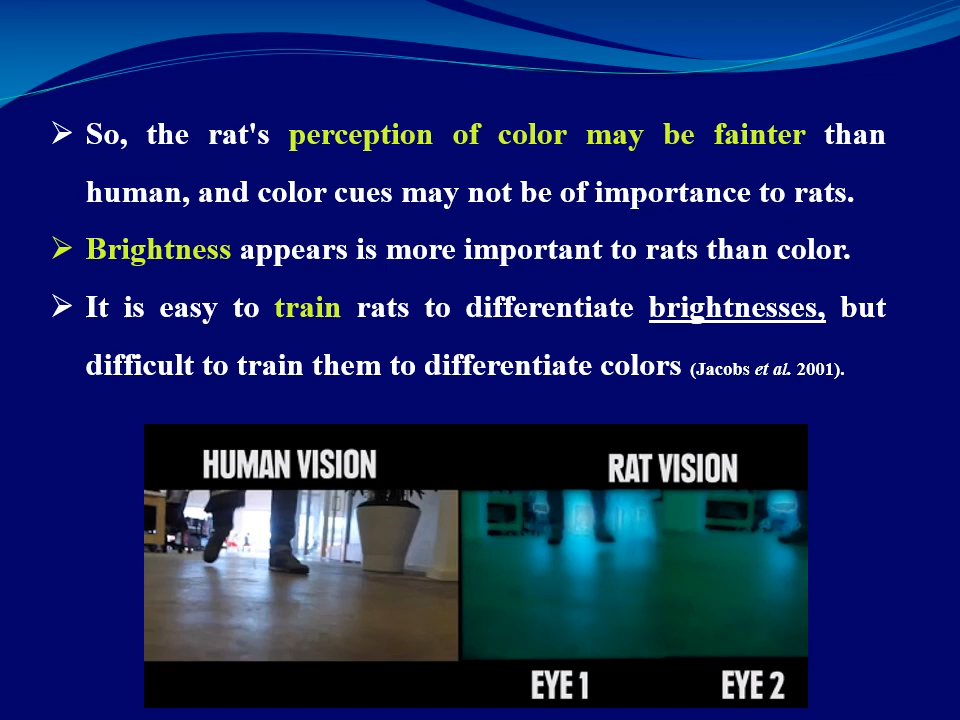 ➢ So, the rat's perception of color may be fainter than
human, and color cues may not be of importance to rats.
➢ Brightness appears is more important to rats than color.
➢ It is easy to train rats to differentiate brightnesses, but
difficult to train them to differentiate colors (Jacobs et al. 2001).
HUMAN VISION
RAT VISION
EYE 1
EYE 2